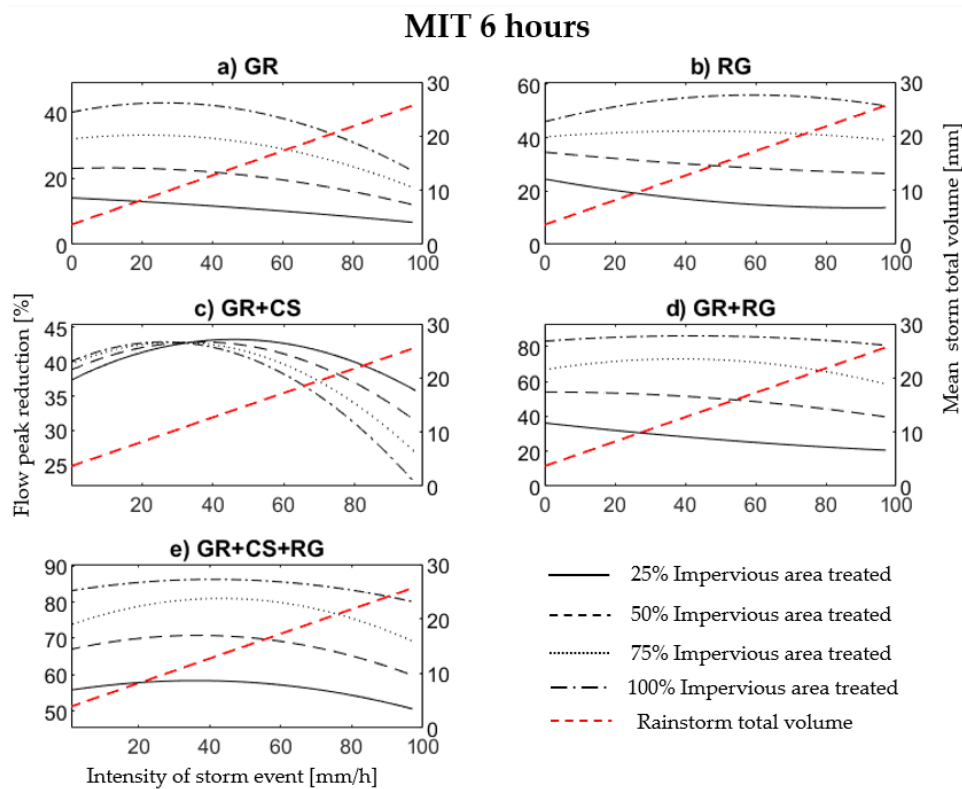 MIT 6 hours
a) GR
b) RG
40
20
0
30
20
10
0
0 20 40 60 80 100
60
40
20
0
30
20
10
0
0 20 40 60 80 100
c) GR+CS
d) GR+RG
45
40
35
30
25
30
20
10
0
20 40 60 80 100
80
60
40
20
0
30
20
10
0
20 40 60 80 100
e) GR+CS+RG
90
80
70
60
50
30
20
10
0
20 40 60 80 100
Flow peak reduction [%]
Mean storm total volume [mm]
Intensity of storm event [mm/h]
25% Impervious area treated
50% Impervious area treated
75% Impervious area treated
100% Impervious area treated
Rainstorm total volume